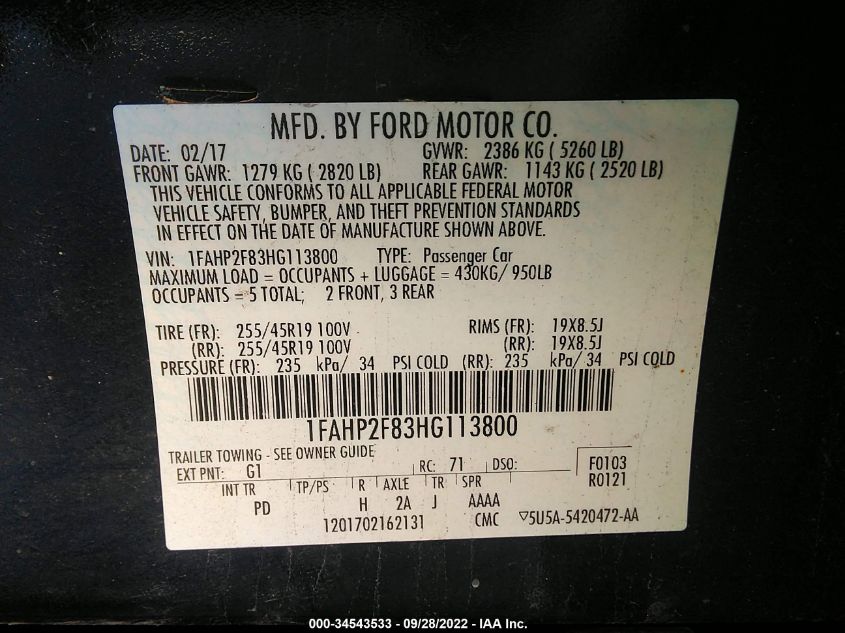 MFD. BY FORD MOTOR CO.
DATE: 02/17 GVWR: 2386 KG ( 5260 LB)
FRONT GAWR: 1279 KG ( 2820 LB) REAR GAWR: 1143 KG ( 2520 LB)
THIS VEHICLE CONFORMS TO ALL APPLICABLE FEDERAL MOTOR
VEHICLE SAFETY, BUMPER, AND THEFT PREVENTION STANDARDS
IN EFFECT ON THE DATE OF MANUFACTURE SHOWN ABOVE.
VIN: 1FAHP2F83HG113800 TYPE: Passenger Car
MAXIMUM LOAD = OCCUPANTS + LUGGAGE = 430KG/ 950LB
OCCUPANTS = 5 TOTAL; 2 FRONT, 3 REAR
TIRE (FR): 255/45R19 100V RIMS (FR): 19X8.5J
(RR): 255/45R19 100V (RR): 19X8.5J
PRESSURE (FR): 235 kPa/ 34 PSI COLD (RR): 235 kPa/ 34 PSI COLD
1FAHP2F83HG113800
TRAILER TOWING - SEE OWNER GUIDE
EXT PNT: G1 RC: 71 DSO: F0103
R0121
INT TR TP/PS R AXLE TR SPR
PD H 2A J AAAA
1201702162131 CMC ▽5U5A-5420472-AA
000-34543533 - 09/28/2022 - IAA Inc.